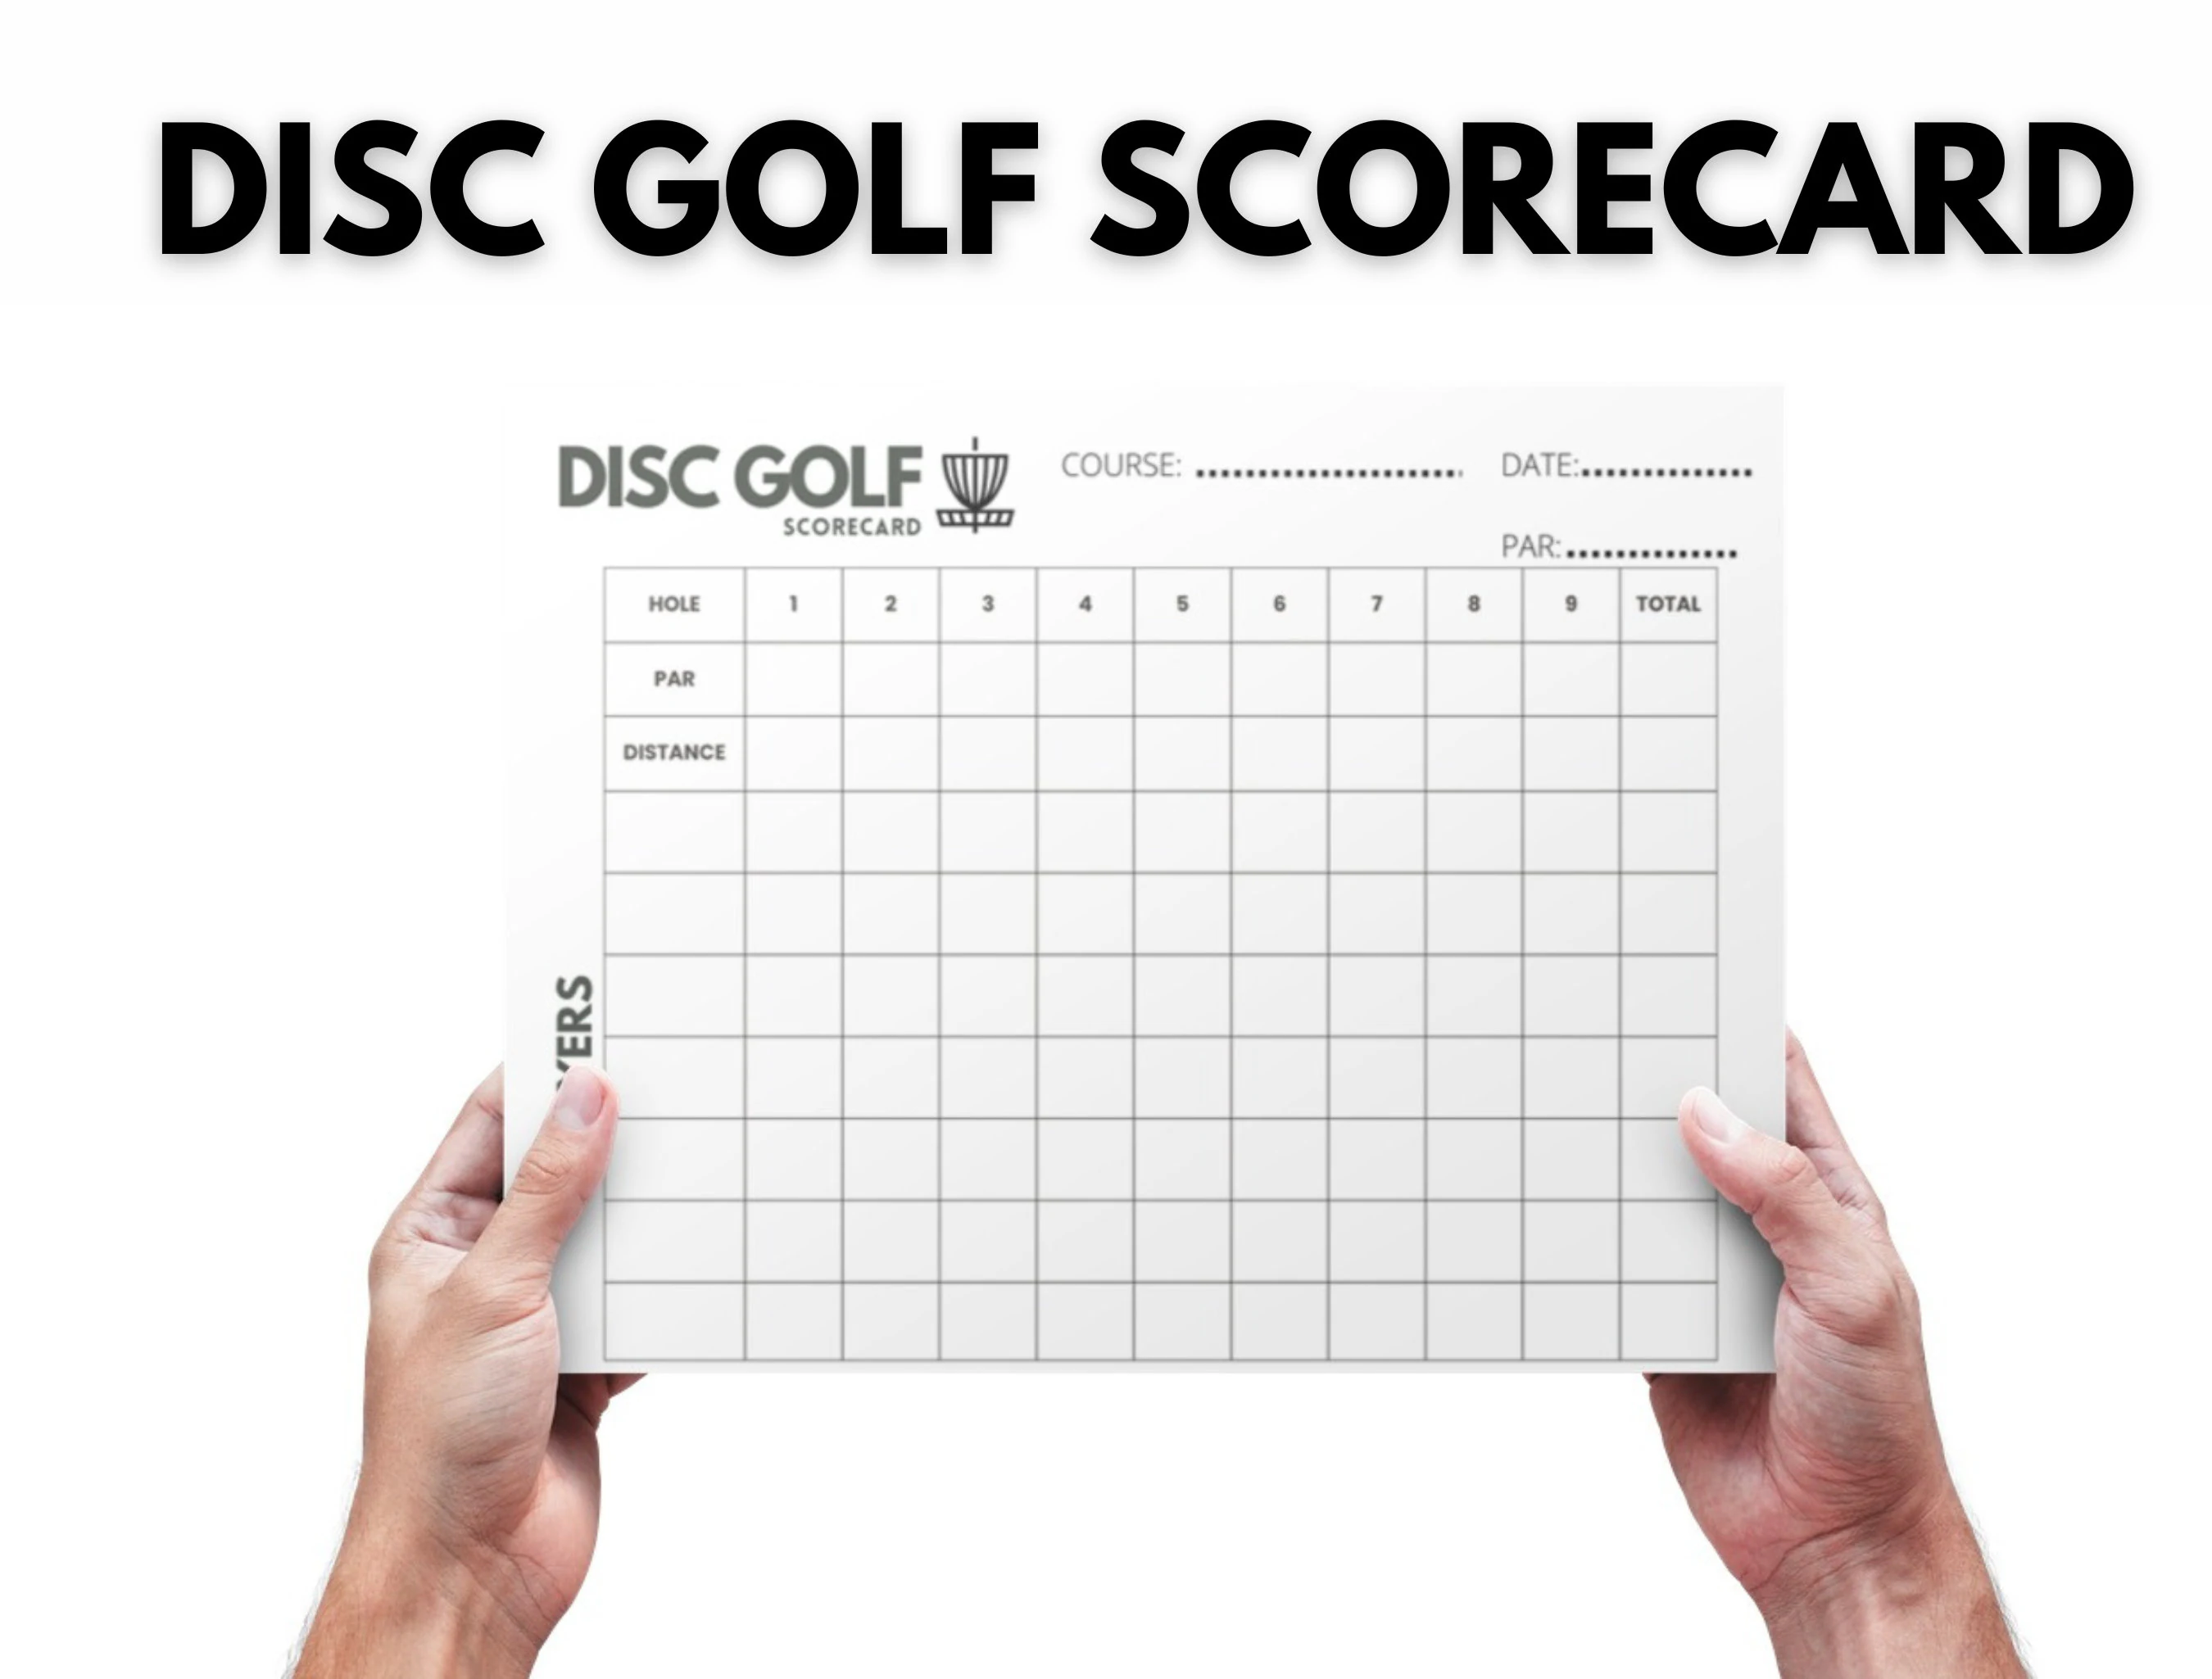 DISC GOLF SCORECARD
DISC GOLF
SCORECARD
COURSE: DATE:
PAR:
HOLE 1 2 3 4 5 6 7 8 9 TOTAL
PAR
DISTANCE